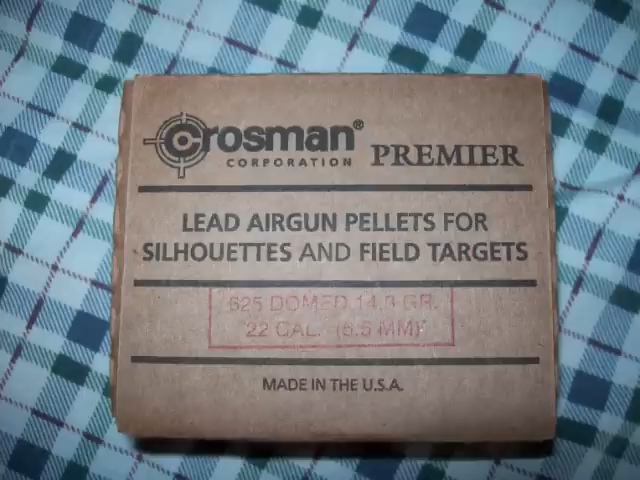 Crosman®
CORPORATION PREMIER
LEAD AIRGUN PELLETS FOR
SILHOUETTES AND FIELD TARGETS
625 DOMED 14.3 GR.
22 CAL. (5.5 MM)
MADE IN THE U.S.A.